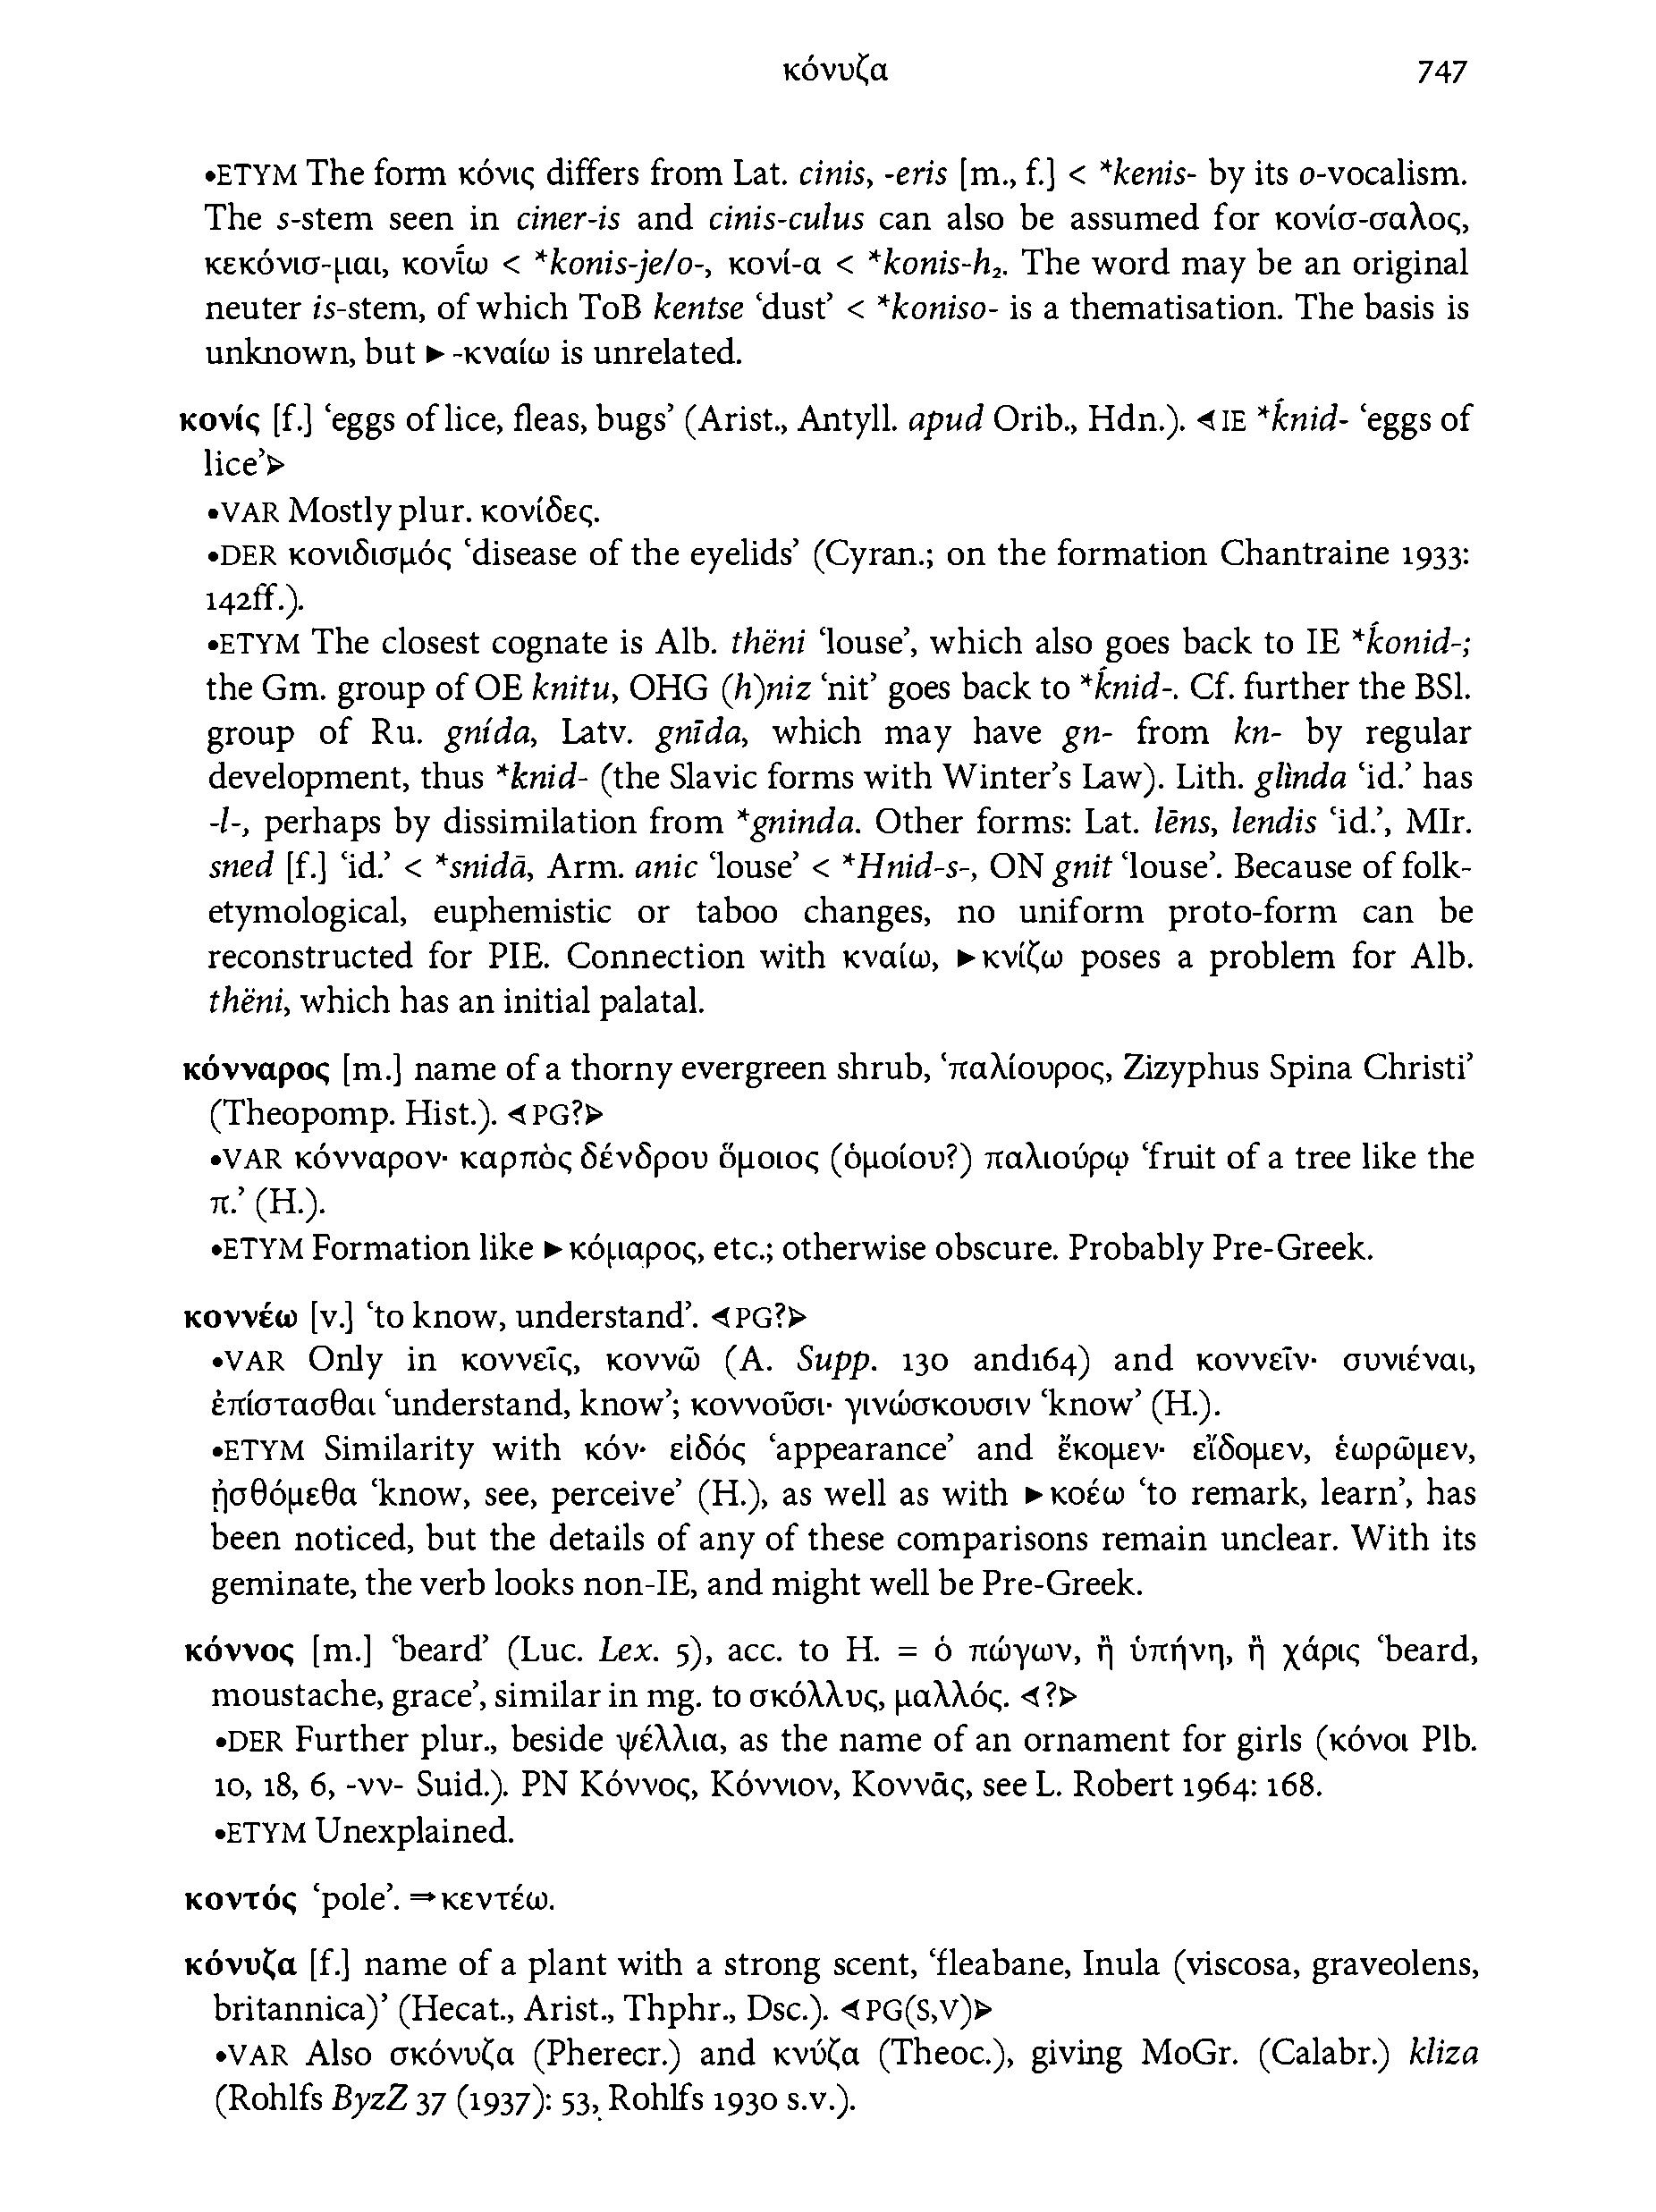 κόνυζα 747
•ETYM The form κόνις differs from Lat. cinis, -eris [m., f.] < *kenis- by its o-vocalism.
The s-stem seen in ciner-is and cinis-culus can also be assumed for κονίσ-σαλος,
κεκόνισ-μαι, κονί̄ω < *konis-je/o-, κονί-α < *konis-h₂. The word may be an original
neuter is-stem, of which ToB kentse ‘dust’ < *koniso- is a thematisation. The basis is
unknown, but ►-κναίω is unrelated.
κονίς [f.] ‘eggs of lice, fleas, bugs’ (Arist., Antyll. apud Orib., Hdn.). ⋖IE *ḱnid- ‘eggs of
lice’⋗
•VAR Mostly plur. κονίδες.
•DER κονιδισμός ‘disease of the eyelids’ (Cyran.; on the formation Chantraine 1933:
142ff.).
•ETYM The closest cognate is Alb. thëni ‘louse’, which also goes back to IE *ḱonid-;
the Gm. group of OE knitu, OHG (h)niz ‘nit’ goes back to *ḱnid-. Cf. further the BSl.
group of Ru. gnída, Latv. gnīda, which may have gn- from kn- by regular
development, thus *knid- (the Slavic forms with Winter’s Law). Lith. glìnda ‘id.’ has
-l-, perhaps by dissimilation from *gninda. Other forms: Lat. lēns, lendis ‘id.’, MIr.
sned [f.] ‘id.’ < *snidā, Arm. anic ‘louse’ < *Hnid-s-, ON gnit ‘louse’. Because of folk-
etymological, euphemistic or taboo changes, no uniform proto-form can be
reconstructed for PIE. Connection with κναίω, ►κνίζω poses a problem for Alb.
thëni, which has an initial palatal.
κόνναρος [m.] name of a thorny evergreen shrub, ‘παλίουρος, Zizyphus Spina Christi’
(Theopomp. Hist.). ⋖PG?⋗
•VAR κόνναρον· καρπὸς δένδρου ὅμοιος (ὁμοίου?) παλιούρῳ ‘fruit of a tree like the
π.’ (H.).
•ETYM Formation like ►κόμαρος, etc.; otherwise obscure. Probably Pre-Greek.
κοννέω [v.] ‘to know, understand’. ⋖PG?⋗
•VAR Only in κοννεῖς, κοννῶ (A. Supp. 130 and164) and κοννεῖν· συνιέναι,
ἐπίστασθαι ‘understand, know’; κοννοῦσι· γινώσκουσιν ‘know’ (H.).
•ETYM Similarity with κόν· εἰδός ‘appearance’ and ἔκομεν· εἴδομεν, ἑωρῶμεν,
ᾐσθόμεθα ‘know, see, perceive’ (H.), as well as with ►κοέω ‘to remark, learn’, has
been noticed, but the details of any of these comparisons remain unclear. With its
geminate, the verb looks non-IE, and might well be Pre-Greek.
κόννος [m.] ‘beard’ (Luc. Lex. 5), acc. to H. = ὁ πώγων, ἢ ὑπήνη, ἢ χάρις ‘beard,
moustache, grace’, similar in mg. to σκόλλυς, μαλλός. ⋖?⋗
•DER Further plur., beside ψέλλια, as the name of an ornament for girls (κόνοι Plb.
10, 18, 6, -νν- Suid.). PN Κόννος, Κόννιον, Κοννᾶς, see L. Robert 1964: 168.
•ETYM Unexplained.
κοντός ‘pole’. ⇒κεντέω.
κόνυζα [f.] name of a plant with a strong scent, ‘fleabane, Inula (viscosa, graveolens,
britannica)’ (Hecat., Arist., Thphr., Dsc.). ⋖PG(S,V)⋗
•VAR Also σκόνυζα (Pherecr.) and κνύζα (Theoc.), giving MoGr. (Calabr.) kliza
(Rohlfs ByzZ 37 (1937): 53, Rohlfs 1930 s.v.).